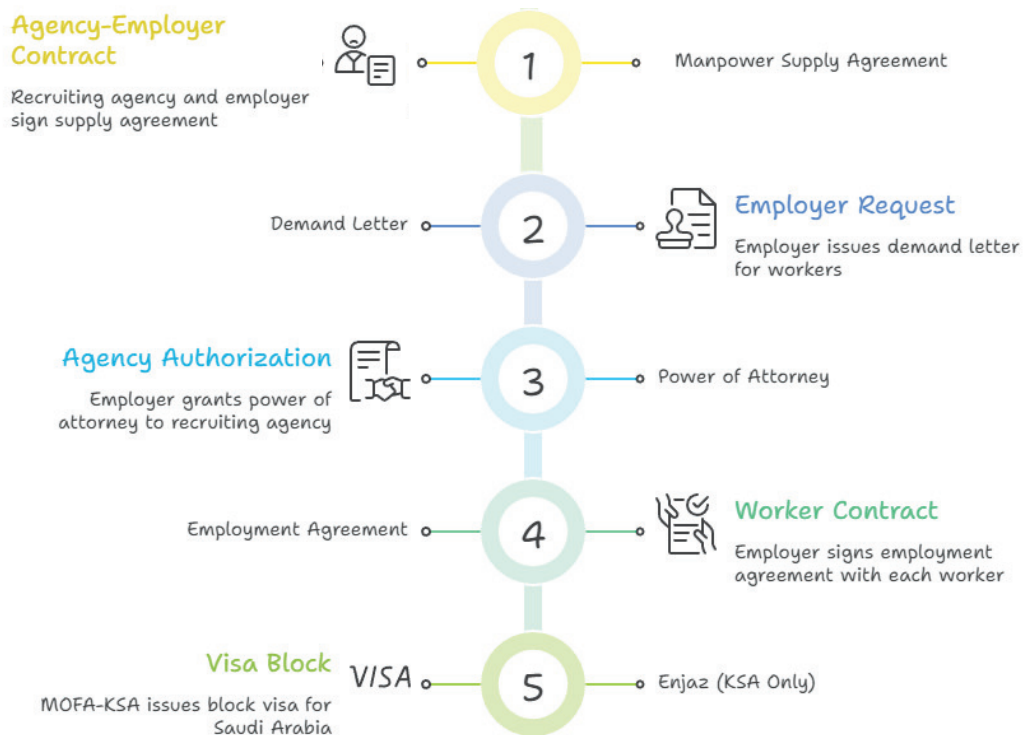 Agency-Employer
Contract
Recruiting agency and employer
sign supply agreement
1
Manpower Supply Agreement
Demand Letter
2
Employer Request
Employer issues demand letter
for workers
Agency Authorization
Employer grants power of
attorney to recruiting agency
3
Power of Attorney
Employment Agreement
4
Worker Contract
Employer signs employment
agreement with each worker
Visa Block
MOFA-KSA issues block visa for
Saudi Arabia
VISA
5
Enjaz (KSA Only)